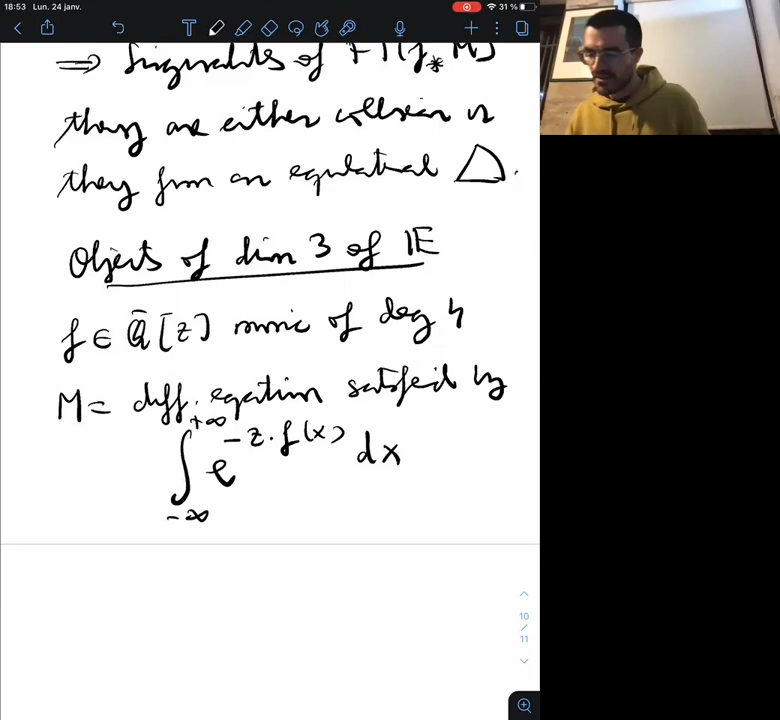 18:53 Lun. 24 janv.
31 %
⟹ Singularities of FT(f_* M)
they are either collinear or
they form an equilateral △.
Objects of dim 3 of 𝔼
f ∈ Q̄[z] monic of deg 4
M = diff. equation satisfied by
∫_{-∞}^{+∞} e^{-z·f(x)} dx
10
/
11